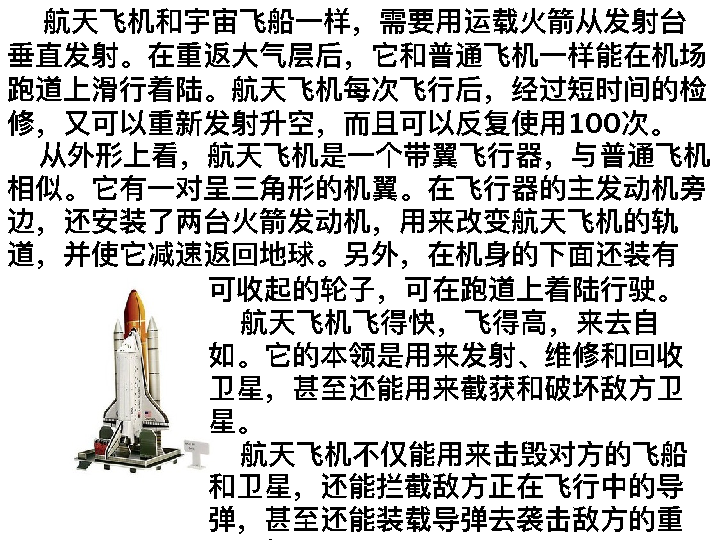 航天飞机和宇宙飞船一样，需要用运载火箭从发射台
垂直发射。在重返大气层后，它和普通飞机一样能在机场
跑道上滑行着陆。航天飞机每次飞行后，经过短时间的检
修，又可以重新发射升空，而且可以反复使用100次。
从外形上看，航天飞机是一个带翼飞行器，与普通飞机
相似。它有一对呈三角形的机翼。在飞行器的主发动机旁
边，还安装了两台火箭发动机，用来改变航天飞机的轨
道，并使它减速返回地球。另外，在机身的下面还装有
可收起的轮子，可在跑道上着陆行驶。
航天飞机飞得快，飞得高，来去自
如。它的本领是用来发射、维修和回收
卫星，甚至还能用来截获和破坏敌方卫
星。
航天飞机不仅能用来击毁对方的飞船
和卫星，还能拦截敌方正在飞行中的导
弹，甚至还能装载导弹去袭击敌方的重